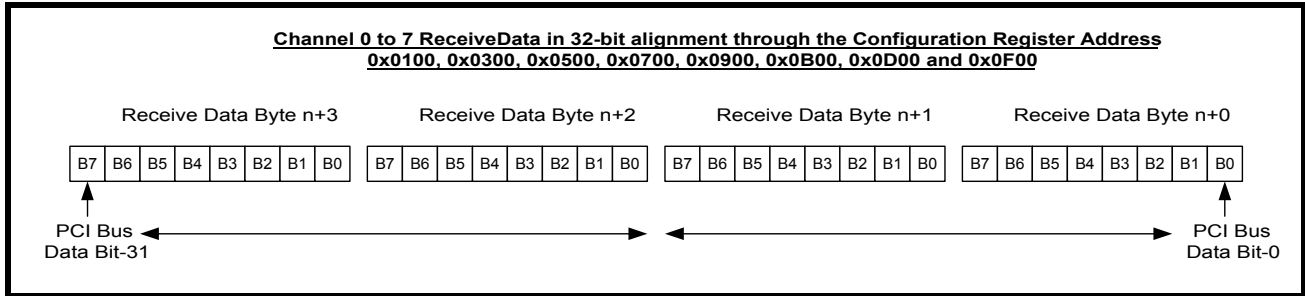 Channel 0 to 7 ReceiveData in 32-bit alignment through the Configuration Register Address
0x0100, 0x0300, 0x0500, 0x0700, 0x0900, 0x0B00, 0x0D00 and 0x0F00
Receive Data Byte n+3 Receive Data Byte n+2 Receive Data Byte n+1 Receive Data Byte n+0
B7 B6 B5 B4 B3 B2 B1 B0 B7 B6 B5 B4 B3 B2 B1 B0 B7 B6 B5 B4 B3 B2 B1 B0 B7 B6 B5 B4 B3 B2 B1 B0
PCI Bus PCI Bus
Data Bit-31 Data Bit-0